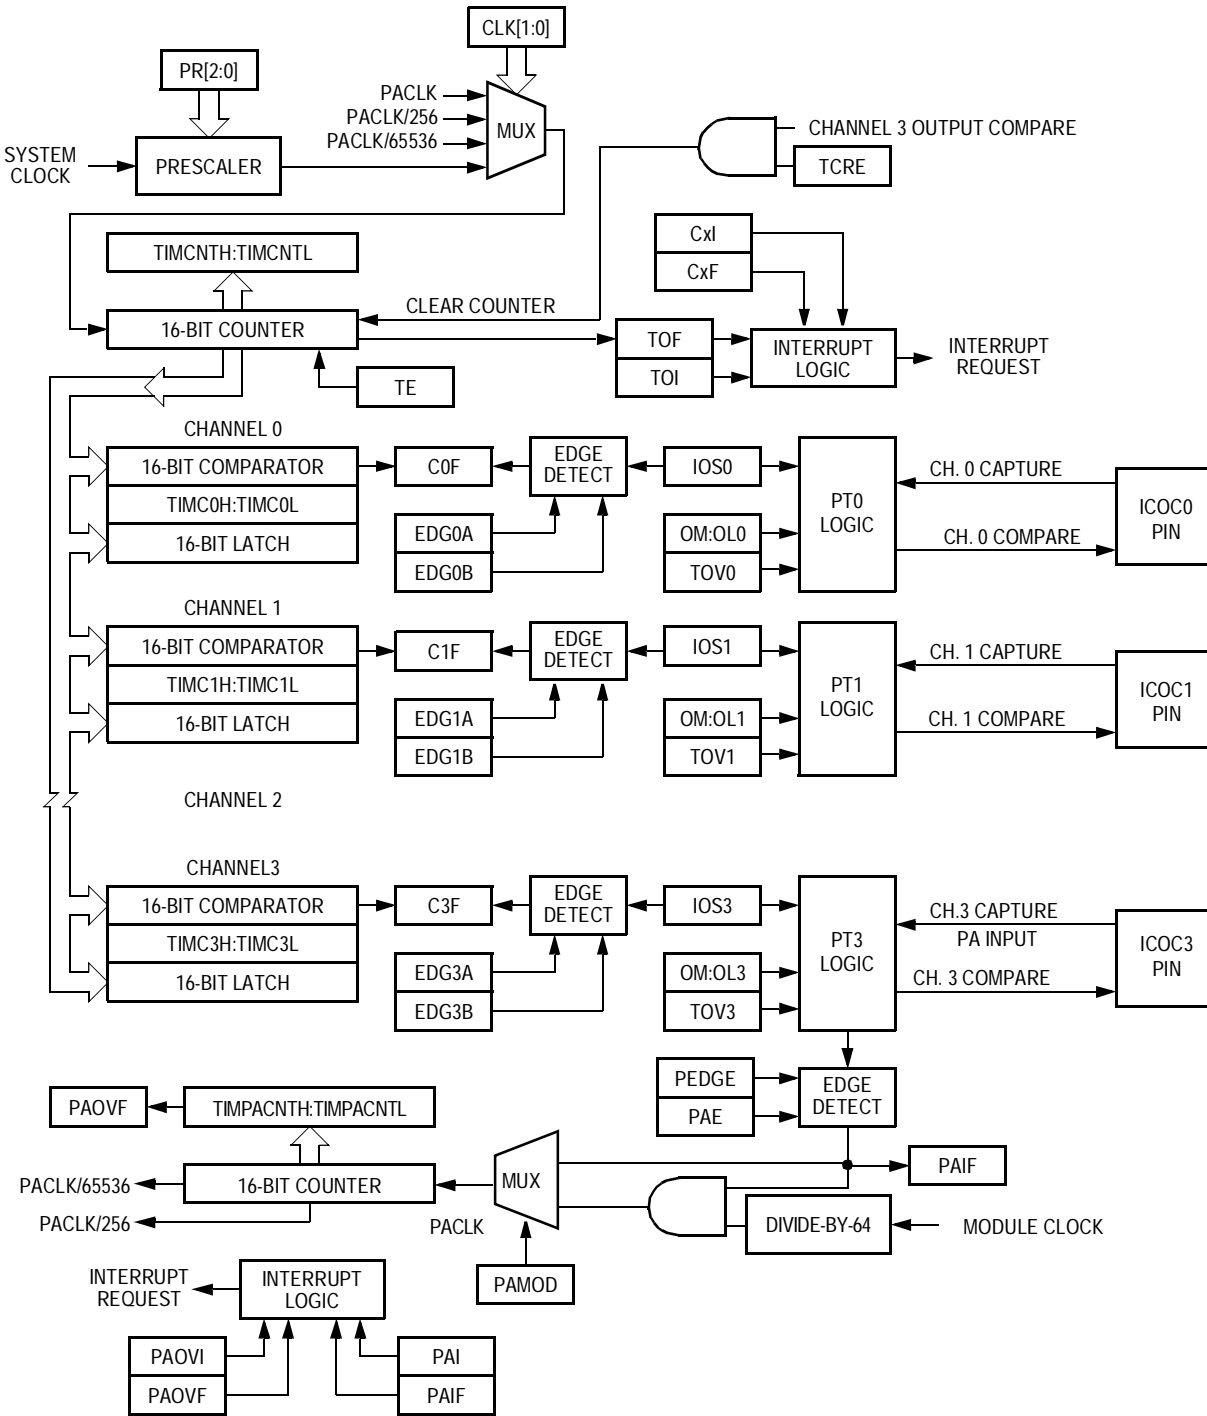 CLK[1:0]
PR[2:0]
PACLK
PACLK/256
PACLK/65536
MUX
CHANNEL 3 OUTPUT COMPARE
SYSTEM
CLOCK
PRESCALER
TCRE
CxI
CxF
TIMCNTH:TIMCNTL
CLEAR COUNTER
16-BIT COUNTER
TOF
TOI
INTERRUPT
LOGIC
INTERRUPT
REQUEST
TE
CHANNEL 0
16-BIT COMPARATOR
TIMC0H:TIMC0L
16-BIT LATCH
C0F
EDGE
DETECT
IOS0
EDG0A
EDG0B
OM:OL0
TOV0
PT0
LOGIC
CH. 0 CAPTURE
CH. 0 COMPARE
ICOC0
PIN
CHANNEL 1
16-BIT COMPARATOR
TIMC1H:TIMC1L
16-BIT LATCH
C1F
EDGE
DETECT
IOS1
EDG1A
EDG1B
OM:OL1
TOV1
PT1
LOGIC
CH. 1 CAPTURE
CH. 1 COMPARE
ICOC1
PIN
CHANNEL 2
CHANNEL3
16-BIT COMPARATOR
TIMC3H:TIMC3L
16-BIT LATCH
C3F
EDGE
DETECT
IOS3
EDG3A
EDG3B
OM:OL3
TOV3
PT3
LOGIC
CH.3 CAPTURE
PA INPUT
CH. 3 COMPARE
ICOC3
PIN
PEDGE
PAE
EDGE
DETECT
PAOVF
TIMPACNTH:TIMPACNTL
PACLK/65536
16-BIT COUNTER
PACLK/256
PACLK
MUX
PAIF
DIVIDE-BY-64
MODULE CLOCK
PAMOD
INTERRUPT
REQUEST
INTERRUPT
LOGIC
PAOVI
PAOVF
PAI
PAIF